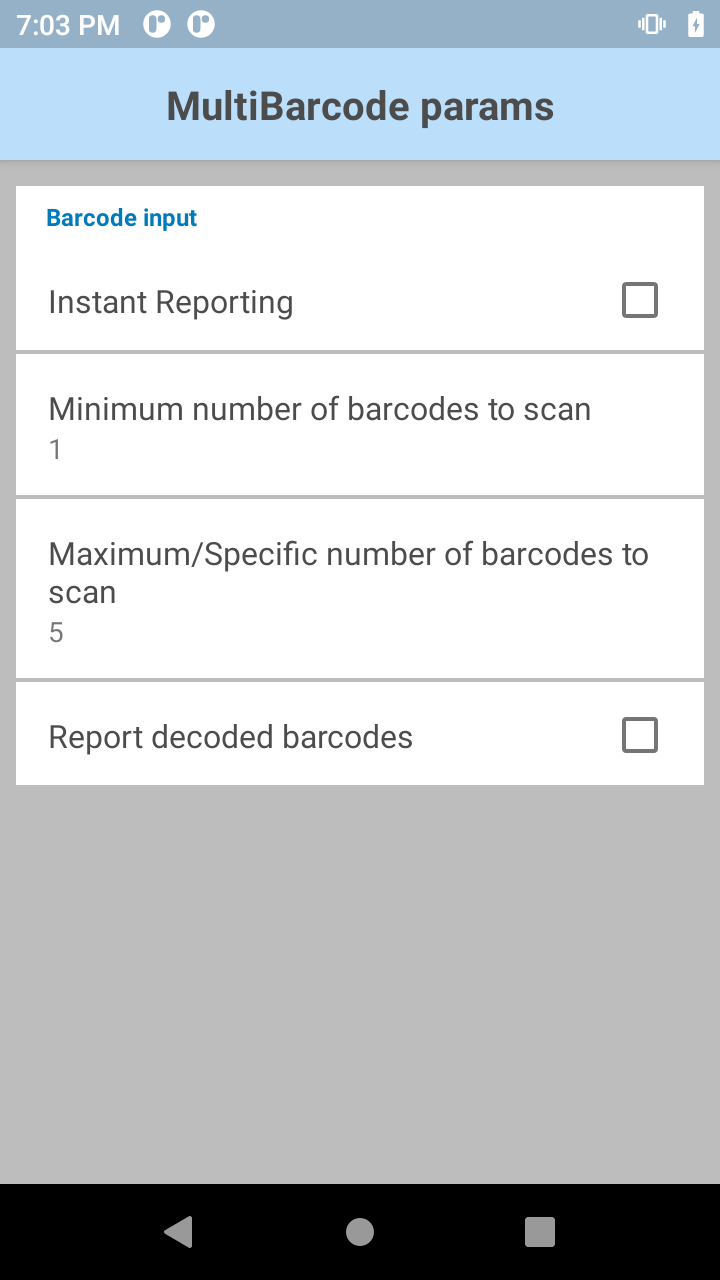 7:03 PM
MultiBarcode params
Barcode input
Instant Reporting
Minimum number of barcodes to scan
1
Maximum/Specific number of barcodes to
scan
5
Report decoded barcodes